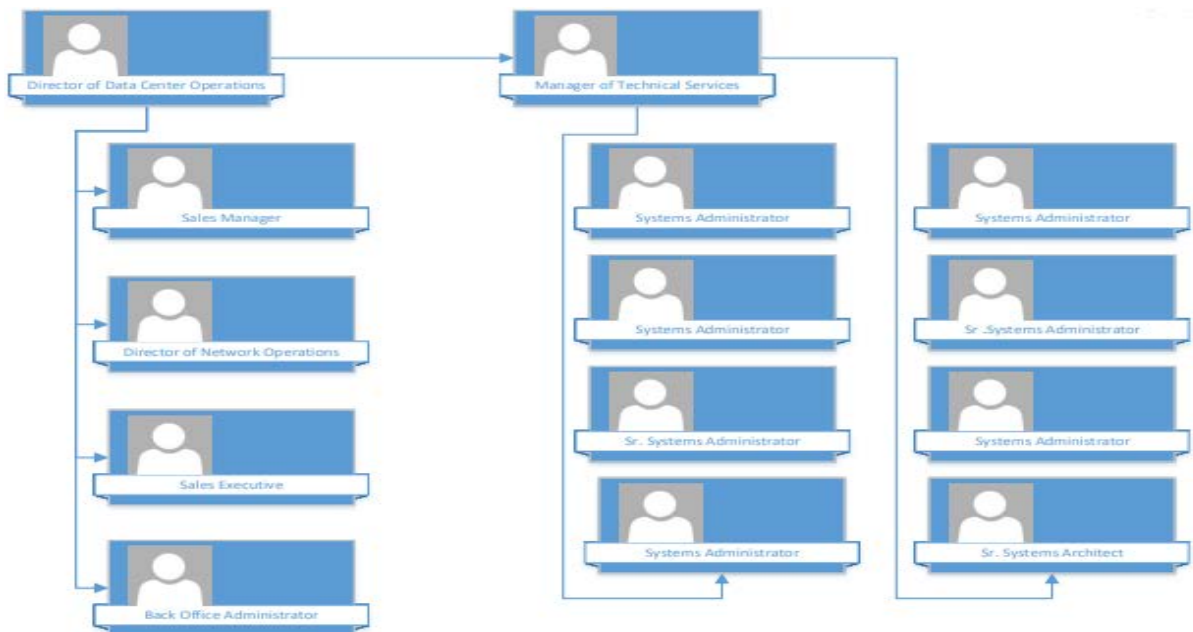 Director of Data Center Operations
Manager of Technical Services
Sales Manager
Systems Administrator
Systems Administrator
Systems Administrator
Sr .Systems Administrator
Director of Network Operations
Sr. Systems Administrator
Systems Administrator
Sales Executive
Systems Administrator
Sr. Systems Architect
Back Office Administrator